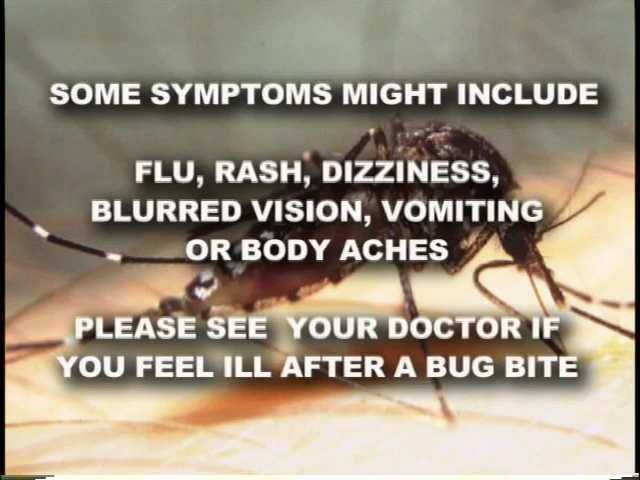 SOME SYMPTOMS MIGHT INCLUDE
FLU, RASH, DIZZINESS,
BLURRED VISION, VOMITING
OR BODY ACHES
PLEASE SEE YOUR DOCTOR IF
YOU FEEL ILL AFTER A BUG BITE